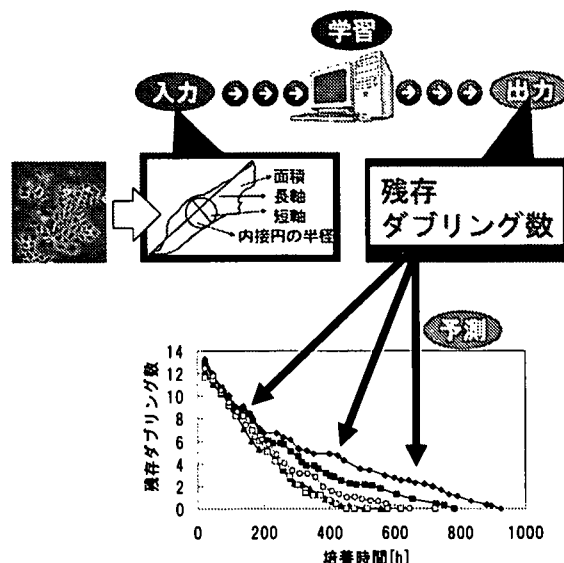 学習
入力
出力
面積
長軸
短軸
内接円の半径
残存
ダブリング数
予測
残存ダブリング数
14
12
10
8
6
4
2
0
0 200 400 600 800 1000
培養時間[h]